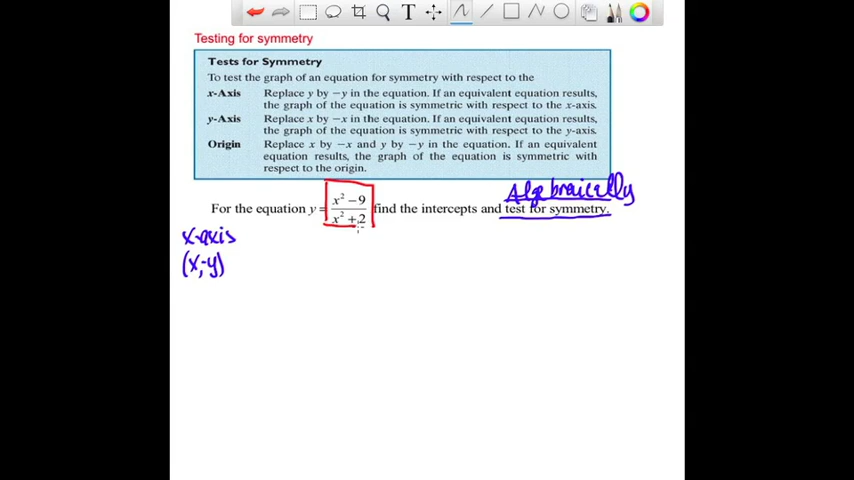 T
Testing for symmetry
Tests for Symmetry
To test the graph of an equation for symmetry with respect to the
x-Axis Replace y by −y in the equation. If an equivalent equation results,
the graph of the equation is symmetric with respect to the x-axis.
y-Axis Replace x by −x in the equation. If an equivalent equation results,
the graph of the equation is symmetric with respect to the y-axis.
Origin Replace x by −x and y by −y in the equation. If an equivalent
equation results, the graph of the equation is symmetric with
respect to the origin.
Algebraically
For the equation y = (x² − 9)/(x² + 2) find the intercepts and test for symmetry.
x-axis
(x,-y)